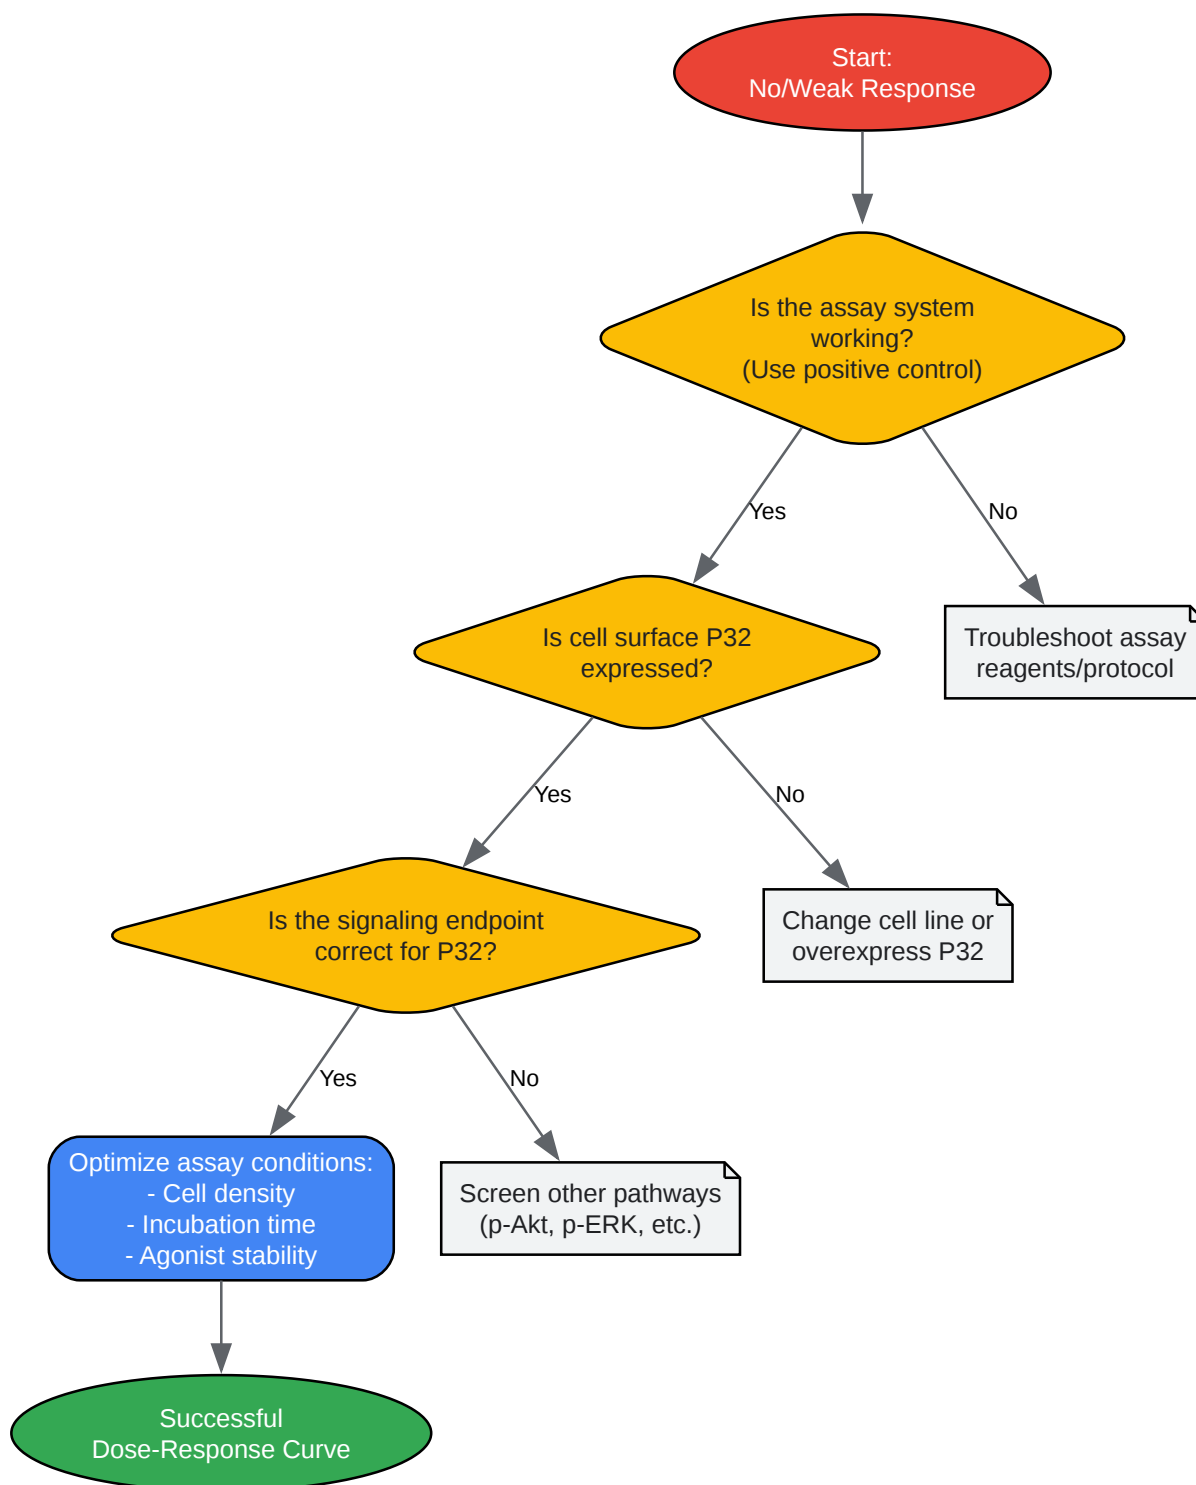 Start:
No/Weak Response
Is the assay system
working?
(Use positive control)
Yes
No
Is cell surface P32
expressed?
Troubleshoot assay
reagents/protocol
Yes
No
Is the signaling endpoint
correct for P32?
Change cell line or
overexpress P32
Yes
No
Optimize assay conditions:
- Cell density
- Incubation time
- Agonist stability
Screen other pathways
(p-Akt, p-ERK, etc.)
Successful
Dose-Response Curve